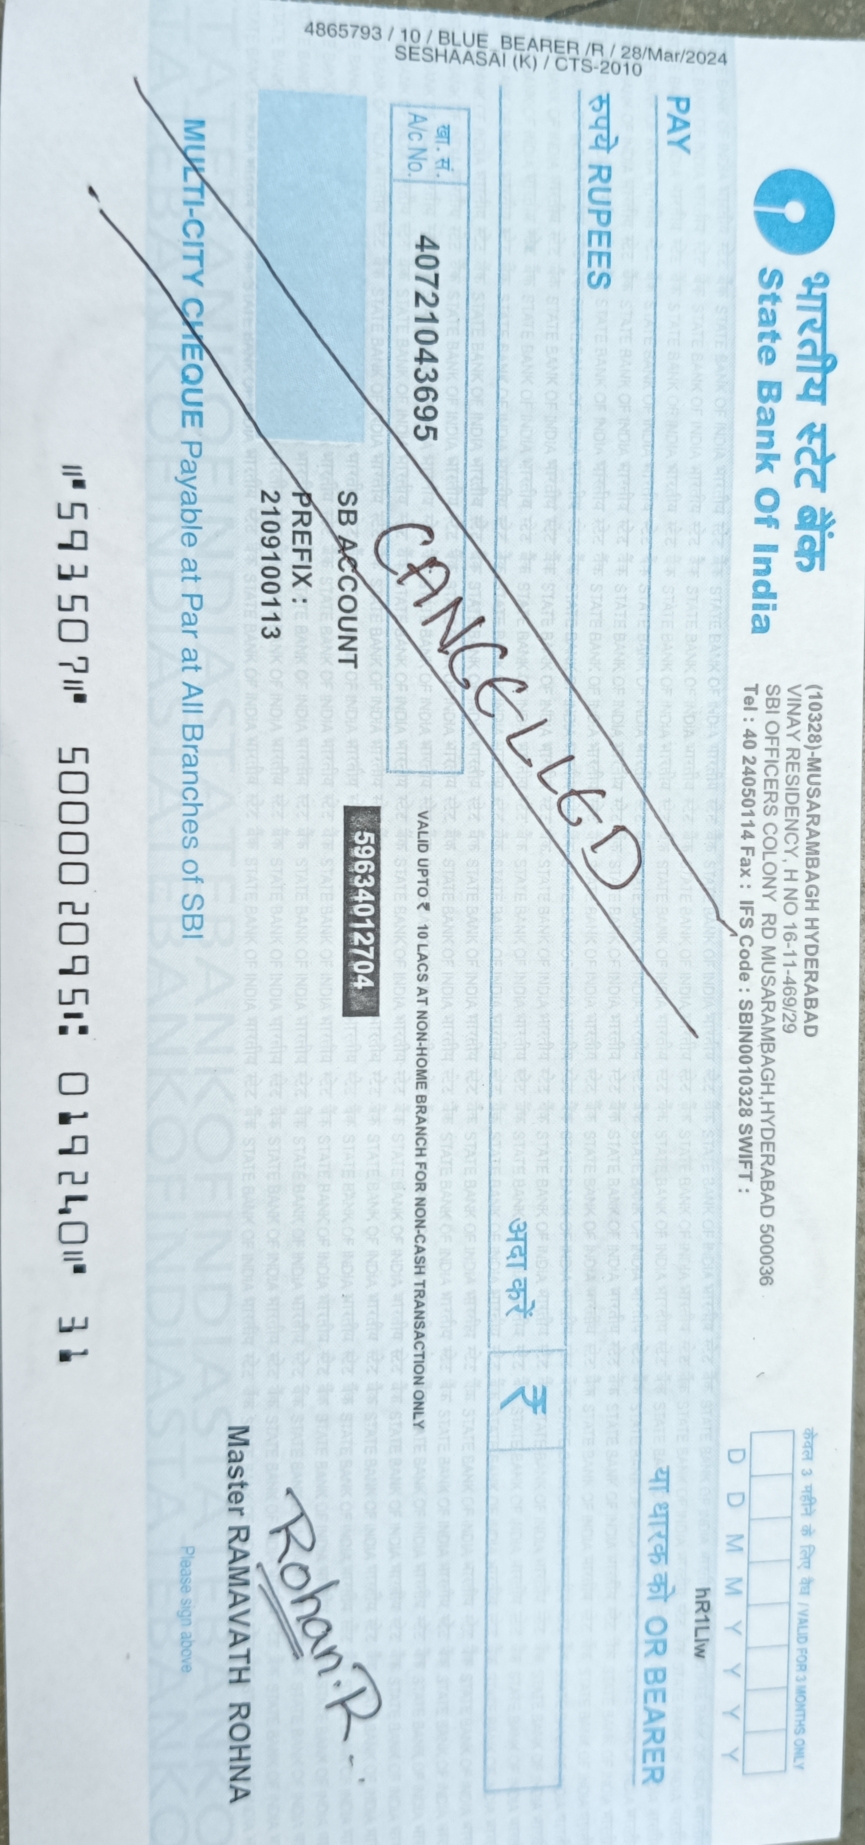 4865793 / 10 / BLUE_BEARER /R / 28/Mar/2024
SESHAASAI (K) / CTS-2010
भारतीय स्टेट बैंक
State Bank Of India
(10328)-MUSARAMBAGH HYDERABAD
VINAY RESIDENCY, H NO 16-11-469/29
SBI OFFICERS COLONY RD MUSARAMBAGH,HYDERABAD 500036
Tel : 40 24050114 Fax : IFS Code : SBIN0010328 SWIFT :
केवल 3 महीने के लिए वैध / VALID FOR 3 MONTHS ONLY
D D M M Y Y Y Y
hR1Llw
PAY
या धारक को OR BEARER
रुपये RUPEES
अदा करें ₹
खा. सं.
A/c No.
40721043695
CANCELLED
VALID UPTO ₹ 10 LACS AT NON-HOME BRANCH FOR NON-CASH TRANSACTION ONLY
SB ACCOUNT
59634012704
PREFIX :
2109100113
Rohan.R
Master RAMAVATH ROHNA
MULTI-CITY CHEQUE Payable at Par at All Branches of SBI
Please sign above
⑈593507⑈ 500002095⑆ 019240⑈ 31